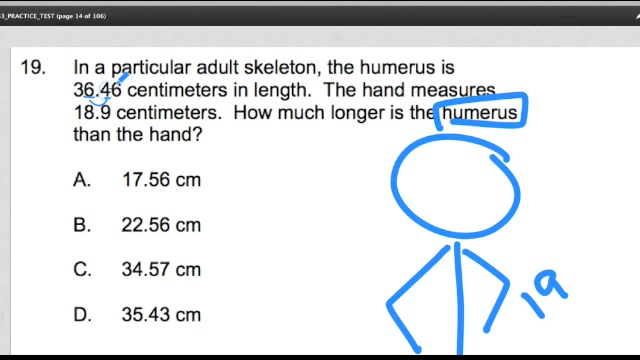 S3_PRACTICE_TEST (page 14 of 106)
19. In a particular adult skeleton, the humerus is
36.46 centimeters in length. The hand measures
18.9 centimeters. How much longer is the humerus
than the hand?
A. 17.56 cm
B. 22.56 cm
C. 34.57 cm
D. 35.43 cm
19